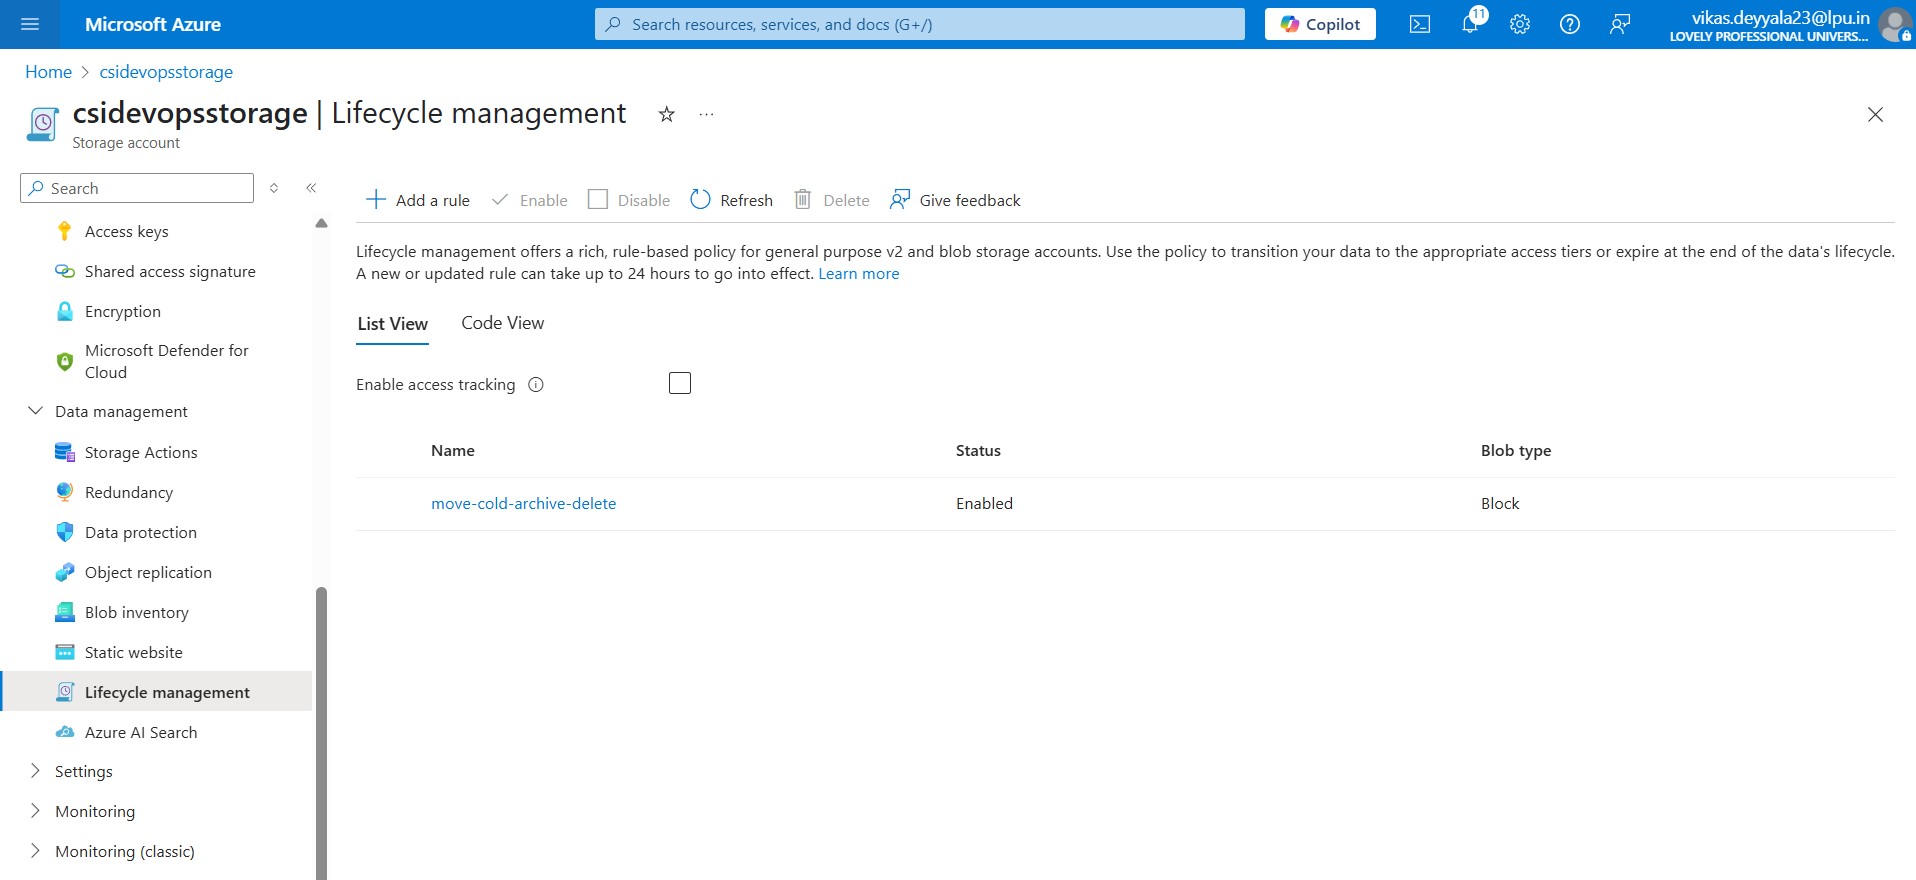 Microsoft Azure
Search resources, services, and docs (G+/)
Copilot
11
vikas.deyyala23@lpu.in
LOVELY PROFESSIONAL UNIVERS...
Home > csidevopsstorage
csidevopsstorage | Lifecycle management
Storage account
Search
Access keys
Shared access signature
Encryption
Microsoft Defender for
Cloud
Data management
Storage Actions
Redundancy
Data protection
Object replication
Blob inventory
Static website
Lifecycle management
Azure AI Search
Settings
Monitoring
Monitoring (classic)
Add a rule Enable Disable Refresh Delete Give feedback
Lifecycle management offers a rich, rule-based policy for general purpose v2 and blob storage accounts. Use the policy to transition your data to the appropriate access tiers or expire at the end of the data's lifecycle.
A new or updated rule can take up to 24 hours to go into effect. Learn more
List View Code View
Enable access tracking
Name Status Blob type
move-cold-archive-delete Enabled Block